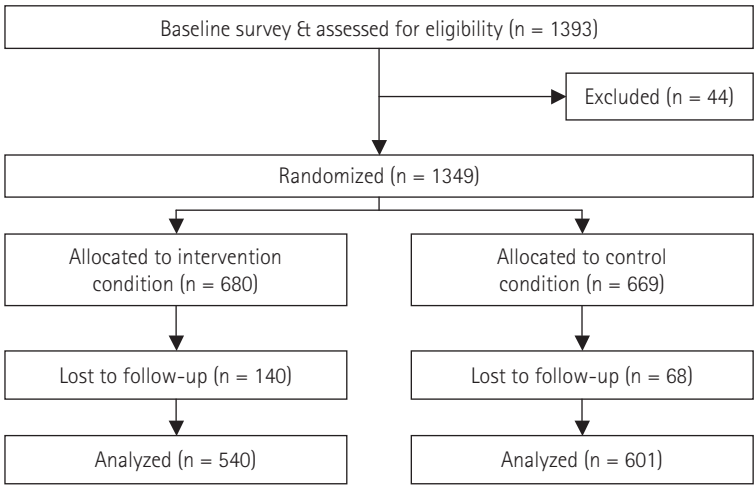 Baseline survey & assessed for eligibility (n = 1393)
Excluded (n = 44)
Randomized (n = 1349)
Allocated to intervention
condition (n = 680)
Allocated to control
condition (n = 669)
Lost to follow-up (n = 140)
Lost to follow-up (n = 68)
Analyzed (n = 540)
Analyzed (n = 601)